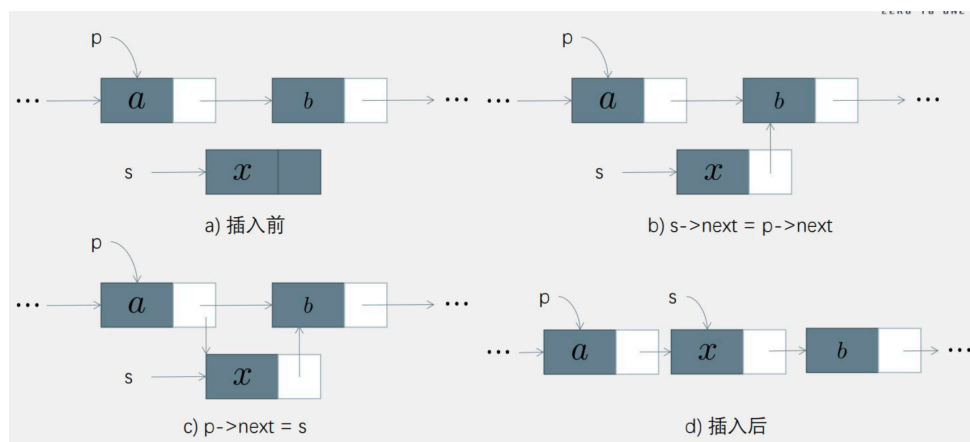 p
... a b ...
s x
a) 插入前
p
... a b ...
s x
b) s->next = p->next
p
... a b ...
s x
c) p->next = s
p s
... a x b ...
d) 插入后